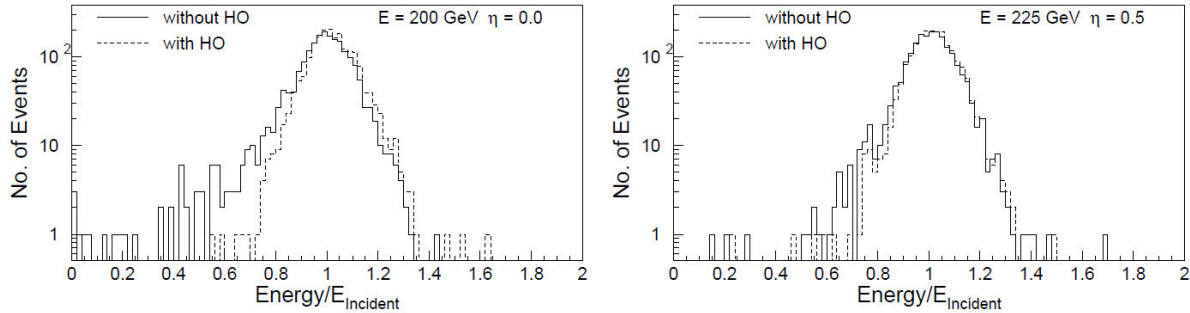 without HO
E = 200 GeV η = 0.0
with HO
10²
10
1
No. of Events
0 0.2 0.4 0.6 0.8 1 1.2 1.4 1.6 1.8 2
Energy/E_Incident
without HO
E = 225 GeV η = 0.5
with HO
10²
10
1
No. of Events
0 0.2 0.4 0.6 0.8 1 1.2 1.4 1.6 1.8 2
Energy/E_Incident